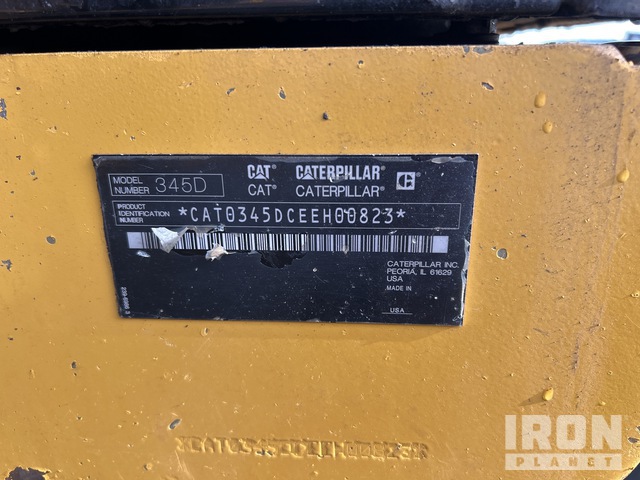 CAT® CATERPILLAR®
MODEL NUMBER 345D
CAT® CATERPILLAR® C®
PRODUCT IDENTIFICATION NUMBER *CAT0345DCEEH00823*
CATERPILLAR INC.
PEORIA, IL 61629
USA
MADE IN
USA
IRON
PLANET